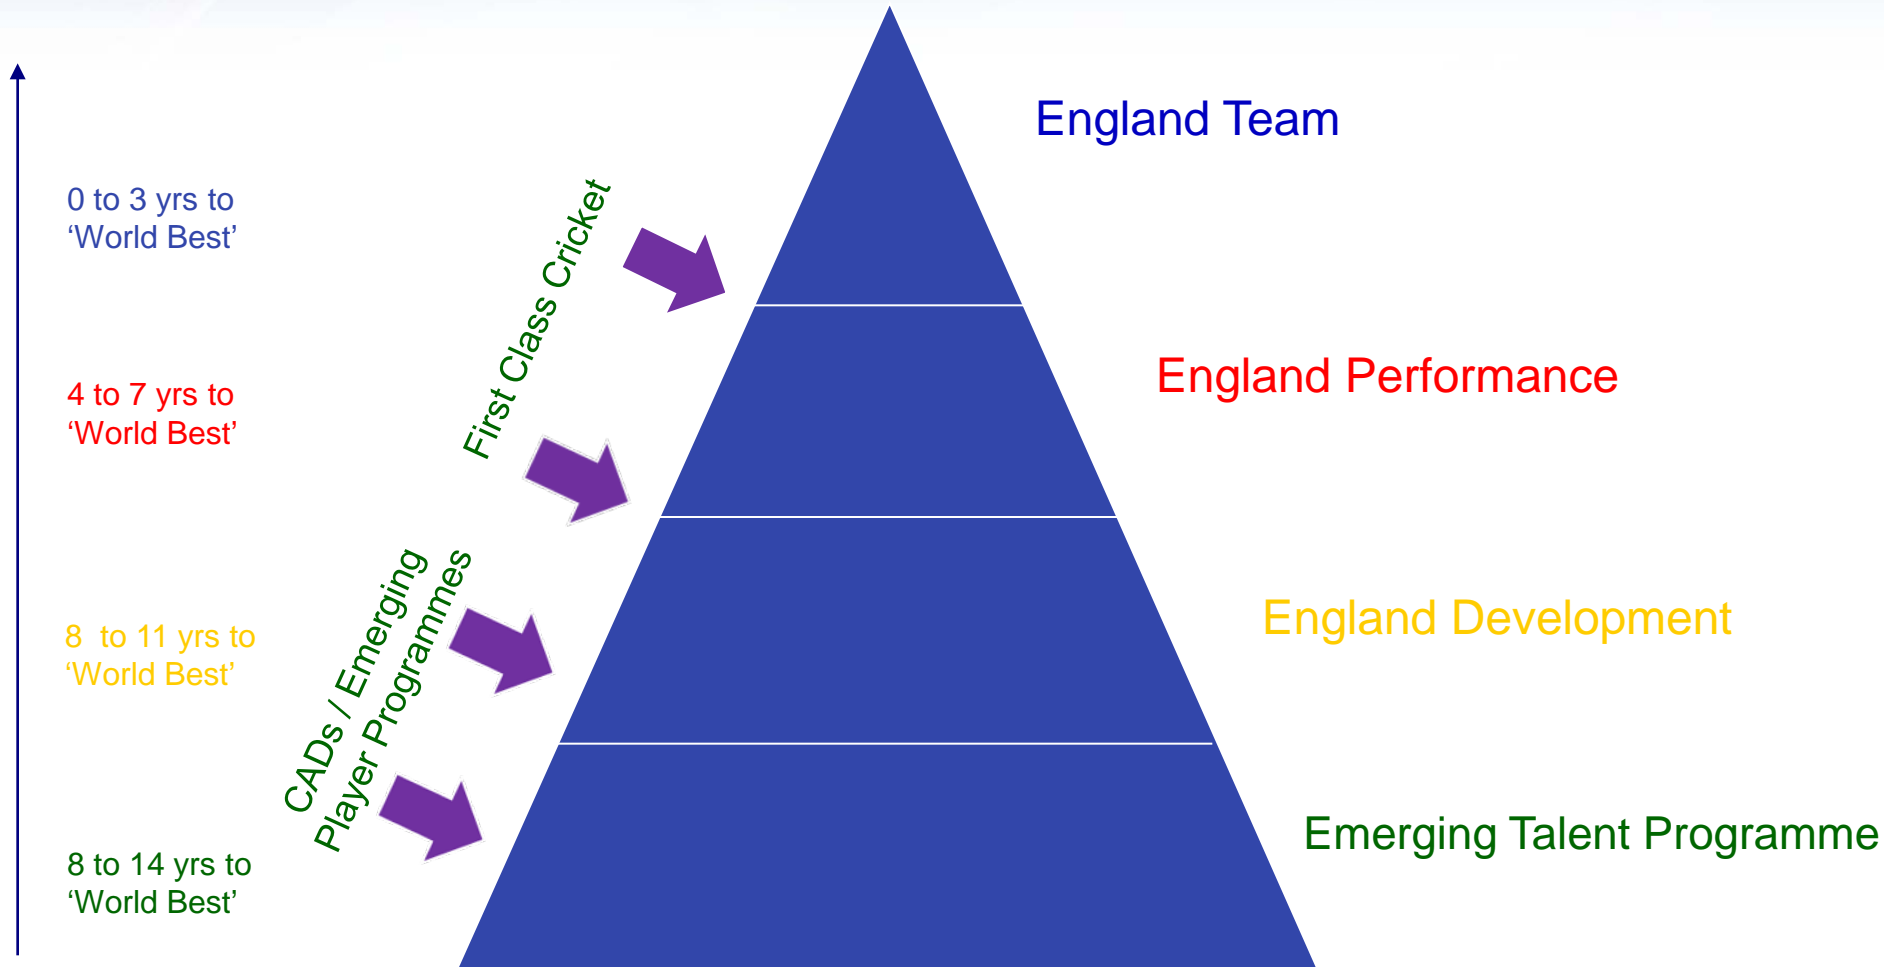 England Team
0 to 3 yrs to
‘World Best’
First Class Cricket
England Performance
4 to 7 yrs to
‘World Best’
CADs / Emerging
Player Programmes
England Development
8  to 11 yrs to
‘World Best’
Emerging Talent Programme
8 to 14 yrs to
‘World Best’